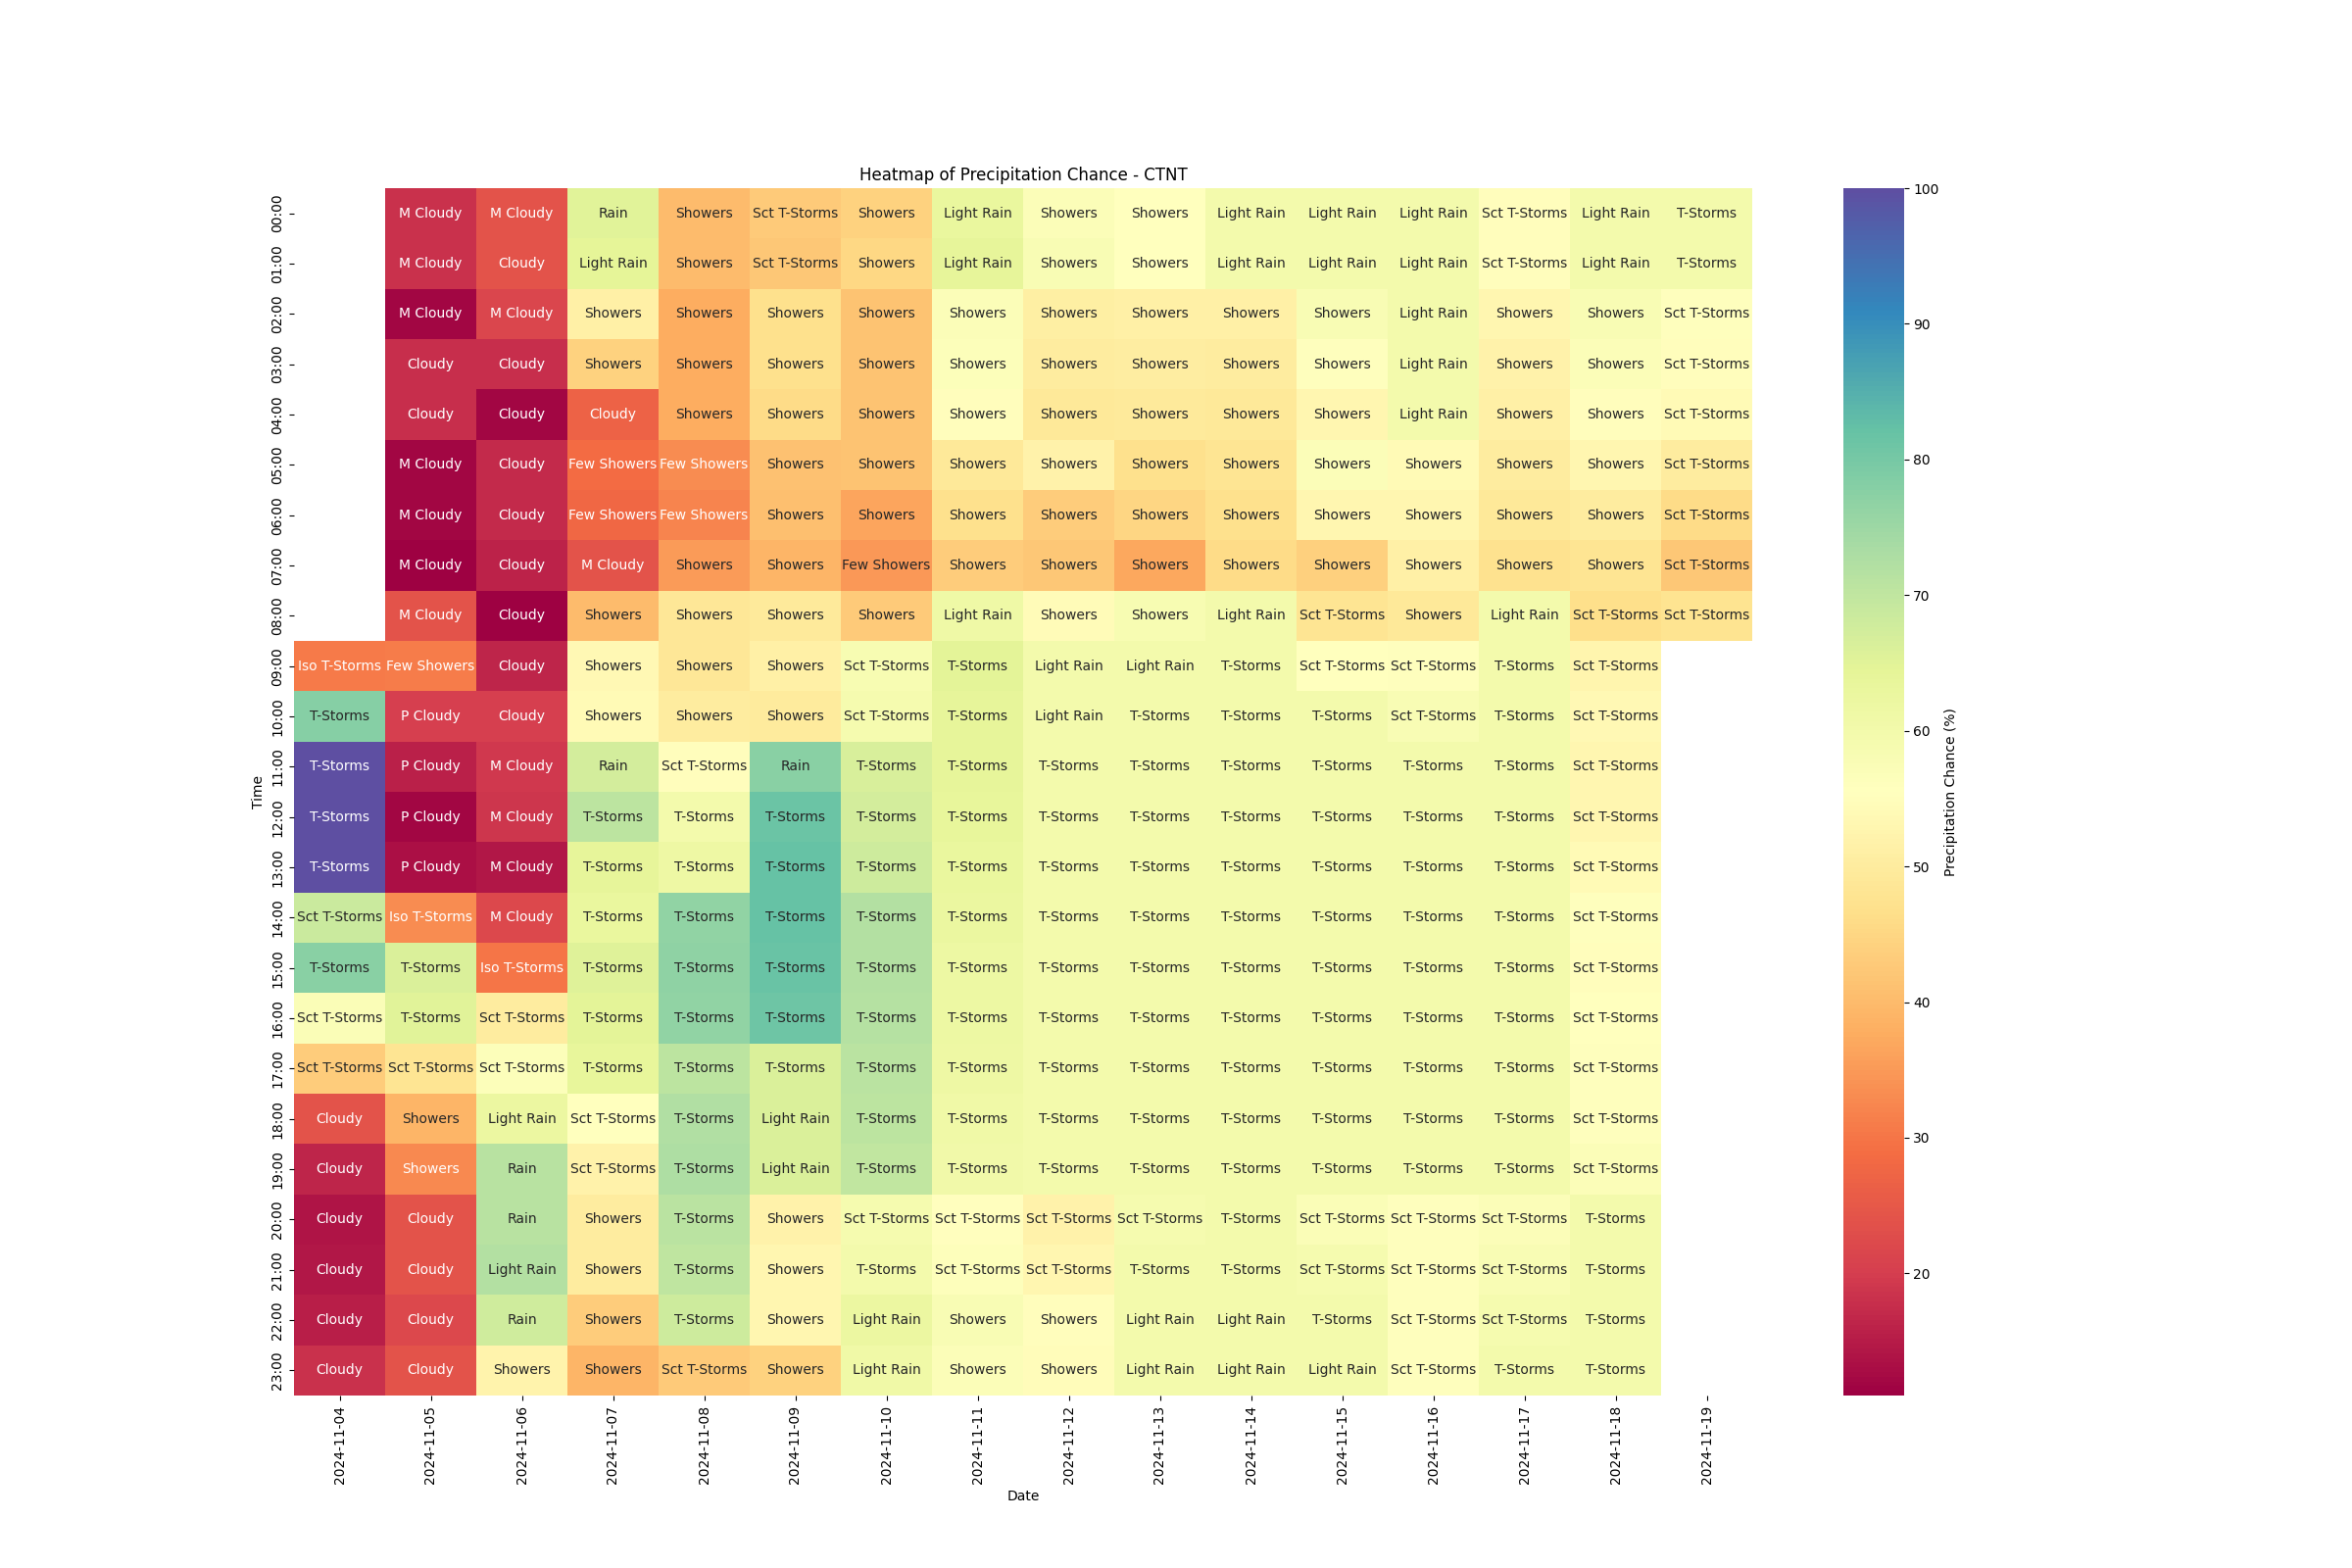 Heatmap of Precipitation Chance - CTNT
00:00 M Cloudy M Cloudy Rain Showers Sct T-Storms Showers Light Rain Showers Showers Light Rain Light Rain Light Rain Sct T-Storms Light Rain T-Storms
01:00 M Cloudy Cloudy Light Rain Showers Sct T-Storms Showers Light Rain Showers Showers Light Rain Light Rain Light Rain Sct T-Storms Light Rain T-Storms
02:00 M Cloudy M Cloudy Showers Showers Showers Showers Showers Showers Showers Showers Showers Light Rain Showers Showers Sct T-Storms
03:00 Cloudy Cloudy Showers Showers Showers Showers Showers Showers Showers Showers Showers Light Rain Showers Showers Sct T-Storms
04:00 Cloudy Cloudy Cloudy Showers Showers Showers Showers Showers Showers Showers Showers Light Rain Showers Showers Sct T-Storms
05:00 M Cloudy Cloudy Few Showers Few Showers Showers Showers Showers Showers Showers Showers Showers Showers Showers Showers Sct T-Storms
06:00 M Cloudy Cloudy Few Showers Few Showers Showers Showers Showers Showers Showers Showers Showers Showers Showers Showers Sct T-Storms
07:00 M Cloudy Cloudy M Cloudy Showers Showers Few Showers Showers Showers Showers Showers Showers Showers Showers Showers Sct T-Storms
08:00 M Cloudy Cloudy Showers Showers Showers Showers Light Rain Showers Showers Light Rain Sct T-Storms Showers Light Rain Sct T-Storms Sct T-Storms
09:00 Iso T-Storms Few Showers Cloudy Showers Showers Showers Sct T-Storms T-Storms Light Rain Light Rain T-Storms Sct T-Storms Sct T-Storms T-Storms Sct T-Storms
10:00 T-Storms P Cloudy Cloudy Showers Showers Showers Sct T-Storms T-Storms Light Rain T-Storms T-Storms T-Storms Sct T-Storms T-Storms Sct T-Storms
11:00 T-Storms P Cloudy M Cloudy Rain Sct T-Storms Rain T-Storms T-Storms T-Storms T-Storms T-Storms T-Storms T-Storms T-Storms Sct T-Storms
12:00 T-Storms P Cloudy M Cloudy T-Storms T-Storms T-Storms T-Storms T-Storms T-Storms T-Storms T-Storms T-Storms T-Storms T-Storms Sct T-Storms
13:00 T-Storms P Cloudy M Cloudy T-Storms T-Storms T-Storms T-Storms T-Storms T-Storms T-Storms T-Storms T-Storms T-Storms T-Storms Sct T-Storms
14:00 Sct T-Storms Iso T-Storms M Cloudy T-Storms T-Storms T-Storms T-Storms T-Storms T-Storms T-Storms T-Storms T-Storms T-Storms T-Storms Sct T-Storms
15:00 T-Storms T-Storms Iso T-Storms T-Storms T-Storms T-Storms T-Storms T-Storms T-Storms T-Storms T-Storms T-Storms T-Storms T-Storms Sct T-Storms
16:00 Sct T-Storms T-Storms Sct T-Storms T-Storms T-Storms T-Storms T-Storms T-Storms T-Storms T-Storms T-Storms T-Storms T-Storms T-Storms Sct T-Storms
17:00 Sct T-Storms Sct T-Storms Sct T-Storms T-Storms T-Storms T-Storms T-Storms T-Storms T-Storms T-Storms T-Storms T-Storms T-Storms T-Storms Sct T-Storms
18:00 Cloudy Showers Light Rain Sct T-Storms T-Storms Light Rain T-Storms T-Storms T-Storms T-Storms T-Storms T-Storms T-Storms T-Storms Sct T-Storms
19:00 Cloudy Showers Rain Sct T-Storms T-Storms Light Rain T-Storms T-Storms T-Storms T-Storms T-Storms T-Storms T-Storms T-Storms Sct T-Storms
20:00 Cloudy Cloudy Rain Showers T-Storms Showers Sct T-Storms Sct T-Storms Sct T-Storms Sct T-Storms T-Storms Sct T-Storms Sct T-Storms Sct T-Storms T-Storms
21:00 Cloudy Cloudy Light Rain Showers T-Storms Showers T-Storms Sct T-Storms Sct T-Storms T-Storms T-Storms Sct T-Storms Sct T-Storms Sct T-Storms T-Storms
22:00 Cloudy Cloudy Rain Showers T-Storms Showers Light Rain Showers Showers Light Rain Light Rain T-Storms Sct T-Storms Sct T-Storms T-Storms
23:00 Cloudy Cloudy Showers Showers Sct T-Storms Showers Light Rain Showers Showers Light Rain Light Rain Light Rain Sct T-Storms T-Storms T-Storms
Time
2024-11-04 2024-11-05 2024-11-06 2024-11-07 2024-11-08 2024-11-09 2024-11-10 2024-11-11 2024-11-12 2024-11-13 2024-11-14 2024-11-15 2024-11-16 2024-11-17 2024-11-18 2024-11-19
Date
100
90
80
70
60
50
40
30
20
Precipitation Chance (%)